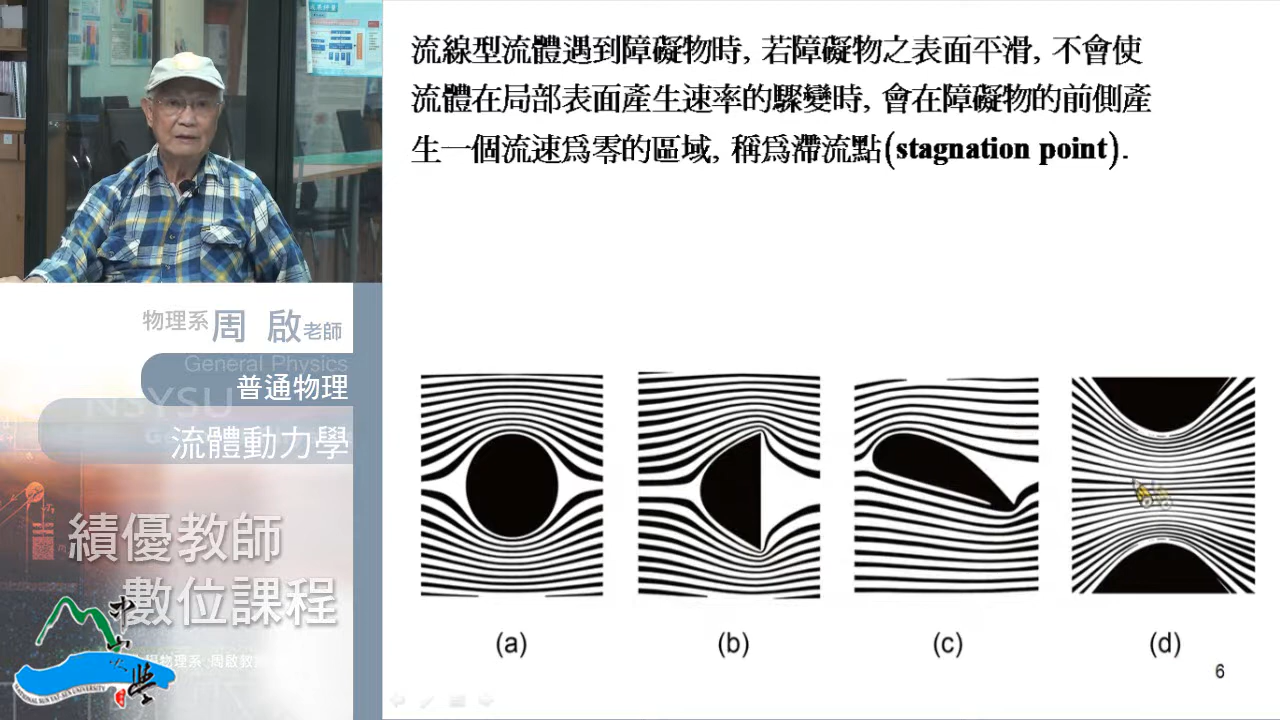 流線型流體遇到障礙物時, 若障礙物之表面平滑, 不會使
流體在局部表面產生速率的驟變時, 會在障礙物的前側產
生一個流速為零的區域, 稱為滯流點(stagnation point).
物理系周 啟老師
General Physics
普通物理
NSYSU
流體動力學
績優教師
數位課程
(a) (b) (c) (d)
6